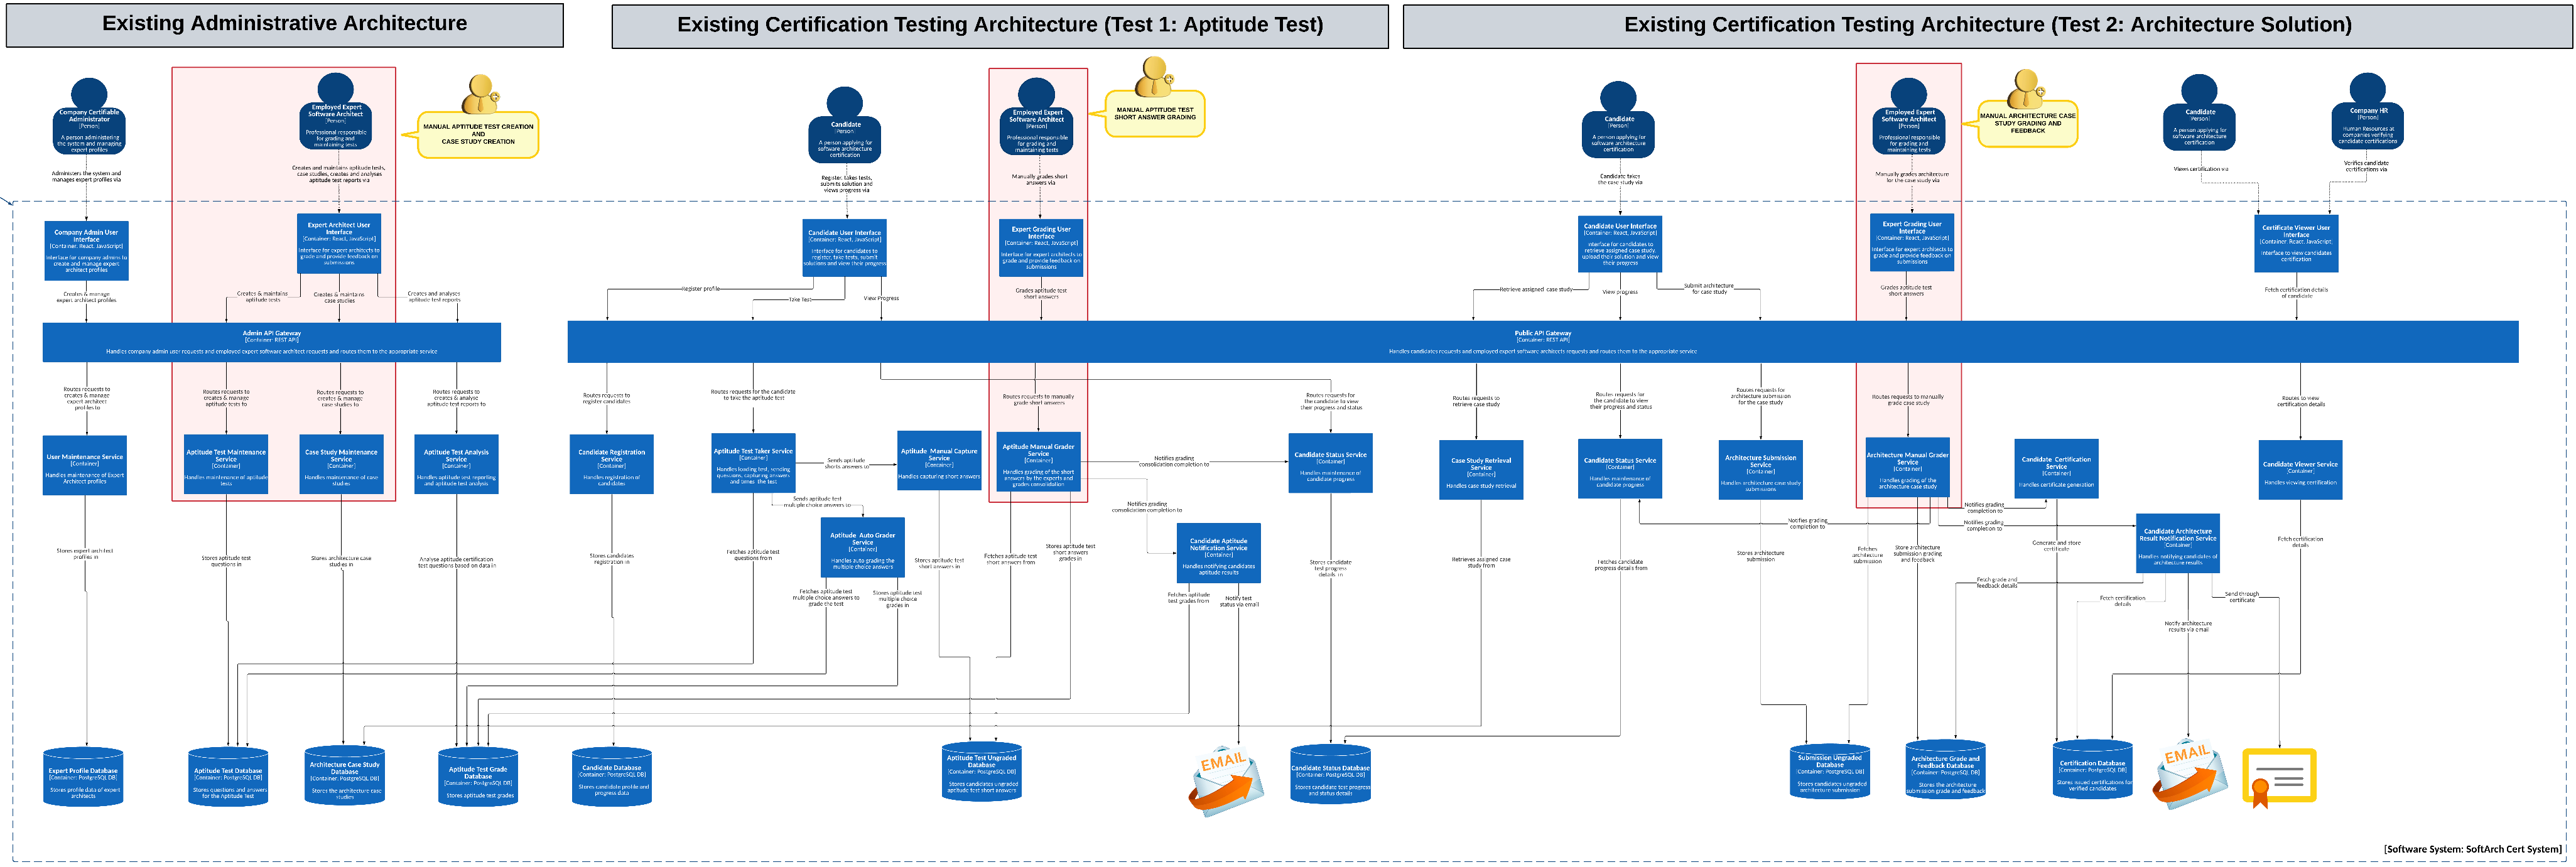 Existing Administrative Architecture
Existing Certification Testing Architecture (Test 1: Aptitude Test)
Existing Certification Testing Architecture (Test 2: Architecture Solution)
Company Certifiable
Administrator
[Person]
A person administering
the system and managing
expert profiles
Employed Expert
Software Architect
[Person]
Professional responsible
for grading and
maintaining tests
MANUAL APTITUDE TEST CREATION
AND
CASE STUDY CREATION
Candidate
[Person]
A person applying for
software architecture
certification
Employed Expert
Software Architect
[Person]
Professional responsible
for grading and
maintaining tests
MANUAL APTITUDE TEST
SHORT ANSWER GRADING
Candidate
[Person]
A person applying for
software architecture
certification
Employed Expert
Software Architect
[Person]
Professional responsible
for grading and
maintaining tests
MANUAL ARCHITECTURE CASE
STUDY GRADING AND
FEEDBACK
Candidate
[Person]
A person applying for
software architecture
certification
Company HR
[Person]
Human Resources at
companies verifying
candidate certifications
Administers the system and
manages expert profiles via
Creates and maintains aptitude tests,
case studies, creates and analyses
aptitude test reports via
Register, takes tests,
submits solution and
views progress via
Manually grades short
answers via
Candidate takes
the case study via
Manually grades architecture
for the case study via
Views certification via
Verifies candidate
certifications via
Company Admin User
Interface
[Container: React, JavaScript]
Interface for company admins to
create and manage expert
architect profiles
Expert Architect User
Interface
[Container: React, JavaScript]
Interface for expert architects to
grade and provide feedback on
submissions
Candidate User Interface
[Container: React, JavaScript]
Interface for candidates to
register, take tests, submit
solutions and view their progress
Expert Grading User
Interface
[Container: React, JavaScript]
Interface for expert architects to
grade and provide feedback on
submissions
Candidate User Interface
[Container: React, JavaScript]
Interface for candidates to
retrieve assigned case study,
upload their solution and view
their progress
Expert Grading User
Interface
[Container: React, JavaScript]
Interface for expert architects to
grade and provide feedback on
submissions
Certificate Viewer User
Interface
[Container: React, JavaScript]
Interface to view candidates
certification
Creates & manage
expert architect profiles
Creates & maintains
aptitude tests
Creates & maintains
case studies
Creates and analyses
aptitude test reports
Register profile
Take Test
View Progress
Grades aptitude test
short answers
Retrieve assigned case study
View progress
Submit architecture
for case study
Grades aptitude test
short answers
Fetch certification details
of candidate
Admin API Gateway
[Container: REST API]
Handles company admin user requests and employed expert software architect requests and routes them to the appropriate service
Public API Gateway
[Container: REST API]
Handles candidates requests and employed expert software architects requests and routes them to the appropriate service
Routes requests to
creates & manage
expert architect
profiles to
Routes requests to
creates & manage
aptitude tests to
Routes requests to
creates & manage
case studies to
Routes requests to
creates & analyse
aptitude test reports to
Routes requests to
register candidates
Routes requests for the candidate
to take the aptitude test
Routes requests to manually
grade short answers
Routes requests for
the candidate to view
their progress and status
Routes requests to
retrieve case study
Routes requests for
the candidate to view
their progress and status
Routes requests for
architecture submission
for the case study
Routes requests to manually
grade case study
Routes to view
certification details
User Maintenance Service
[Container]
Handles maintenance of Expert
Architect profiles
Aptitude Test Maintenance
Service
[Container]
Handles maintenance of aptitude
tests
Case Study Maintenance
Service
[Container]
Handles maintenance of case
studies
Aptitude Test Analysis
Service
[Container]
Handles aptitude test reporting
and aptitude test analysis
Candidate Registration
Service
[Container]
Handles registration of
candidates
Aptitude Test Taker Service
[Container]
Handles loading test, sending
questions, capturing answers
and times the test
Sends aptitude
shorts answers to
Aptitude Manual Capture
Service
[Container]
Handles capturing short answers
Aptitude Manual Grader
Service
[Container]
Handles grading of the short
answers by the experts and
grades consolidation
Notifies grading
consolidation completion to
Candidate Status Service
[Container]
Handles maintenance of
candidate progress
Case Study Retrieval
Service
[Container]
Handles case study retrieval
Candidate Status Service
[Container]
Handles maintenance of
candidate progress
Architecture Submission
Service
[Container]
Handles architecture case study
submissions
Architecture Manual Grader
Service
[Container]
Handles grading of the
architecture case study
Candidate Certification
Service
[Container]
Handles certificate generation
Candidate Viewer Service
[Container]
Handles viewing certification
Sends aptitude test
multiple choice answers to
Notifies grading
consolidation completion to
Notifies grading
completion to
Notifies grading
completion to
Notifies grading
completion to
Aptitude Auto Grader
Service
[Container]
Handles auto grading the
multiple choice answers
Candidate Aptitude
Notification Service
[Container]
Handles notifying candidates
aptitude results
Candidate Architecture
Result Notification Service
[Container]
Handles notifying candidates of
architecture results
Stores expert architect
profiles in
Stores aptitude test
questions in
Stores architecture case
studies in
Analyse aptitude certification
test questions based on data in
Stores candidates
registration in
Fetches aptitude test
questions from
Stores aptitude test
short answers in
Fetches aptitude test
short answers from
Stores aptitude test
short answers
grades in
Stores candidate
test progress
details in
Retrieves assigned case
study from
Fetches candidate
progress details from
Stores architecture
submission
Fetches
architecture
submission
Store architecture
submission grading
and feedback
Generate and store
certificate
Fetch certification
details
Fetches aptitude test
multiple choice answers to
grade the test
Stores aptitude test
multiple choice
grades in
Fetches aptitude
test grades from
Notify test
status via email
Fetch grade and
feedback details
Fetch certification
details
Send through
certificate
Notify architecture
results via email
Expert Profile Database
[Container: PostgreSQL DB]
Stores profile data of expert
architects
Aptitude Test Database
[Container: PostgreSQL DB]
Stores questions and answers
for the Aptitude Test
Architecture Case Study
Database
[Container: PostgreSQL DB]
Stores the architecture case
studies
Aptitude Test Grade
Database
[Container: PostgreSQL DB]
Stores aptitude test grades
Candidate Database
[Container: PostgreSQL DB]
Stores candidate profile and
progress data
Aptitude Test Ungraded
Database
[Container: PostgreSQL DB]
Stores candidates ungraded
aptitude test short answers
EMAIL
Candidate Status Database
[Container: PostgreSQL DB]
Stores candidate test progress
and status details
Submission Ungraded
Database
[Container: PostgreSQL DB]
Stores candidates ungraded
architecture submission
Architecture Grade and
Feedback Database
[Container: PostgreSQL DB]
Stores the architecture
submission grade and feedback
Certification Database
[Container: PostgreSQL DB]
Stores issued certifications for
verified candidates
EMAIL
[Software System: SoftArch Cert System]